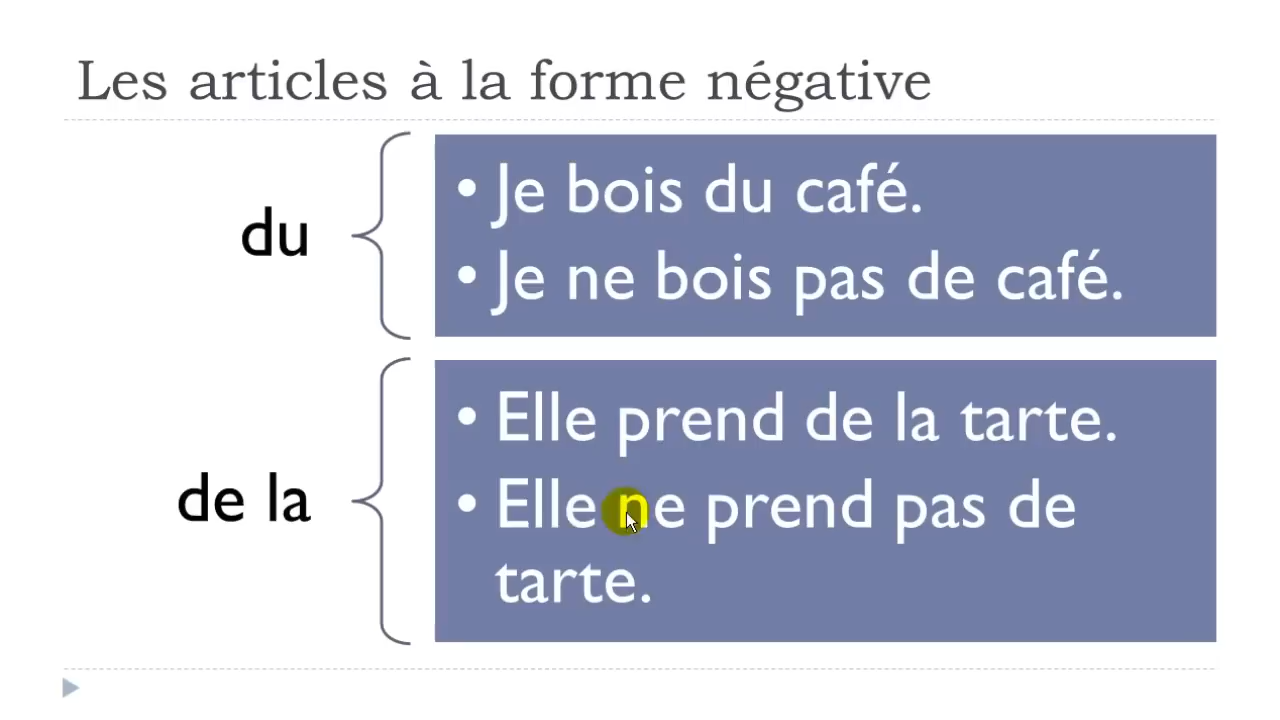 Les articles à la forme négative
du
• Je bois du café.
• Je ne bois pas de café.
de la
• Elle prend de la tarte.
• Elle ne prend pas de
tarte.